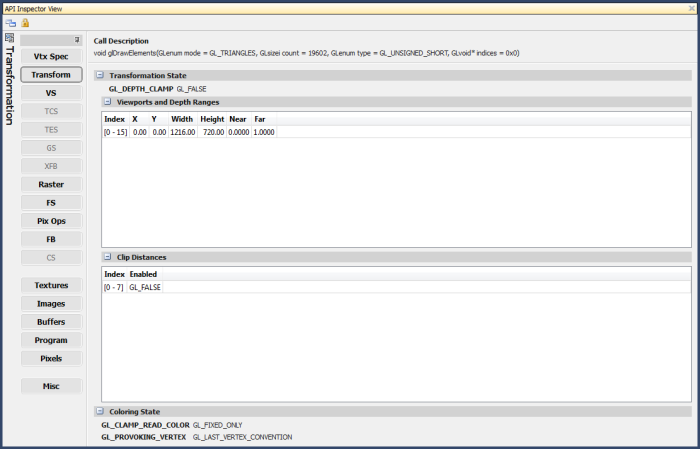 API Inspector View
Transformation
Vtx Spec
Transform
VS
TCS
TES
GS
XFB
Raster
FS
Pix Ops
FB
CS
Textures
Images
Buffers
Program
Pixels
Misc
Call Description
void glDrawElements(GLenum mode = GL_TRIANGLES, GLsizei count = 19602, GLenum type = GL_UNSIGNED_SHORT, GLvoid* indices = 0x0)
Transformation State
GL_DEPTH_CLAMP GL_FALSE
Viewports and Depth Ranges
Index X Y Width Height Near Far
[0 - 15] 0.00 0.00 1216.00 720.00 0.0000 1.0000
Clip Distances
Index Enabled
[0 - 7] GL_FALSE
Coloring State
GL_CLAMP_READ_COLOR GL_FIXED_ONLY
GL_PROVOKING_VERTEX GL_LAST_VERTEX_CONVENTION